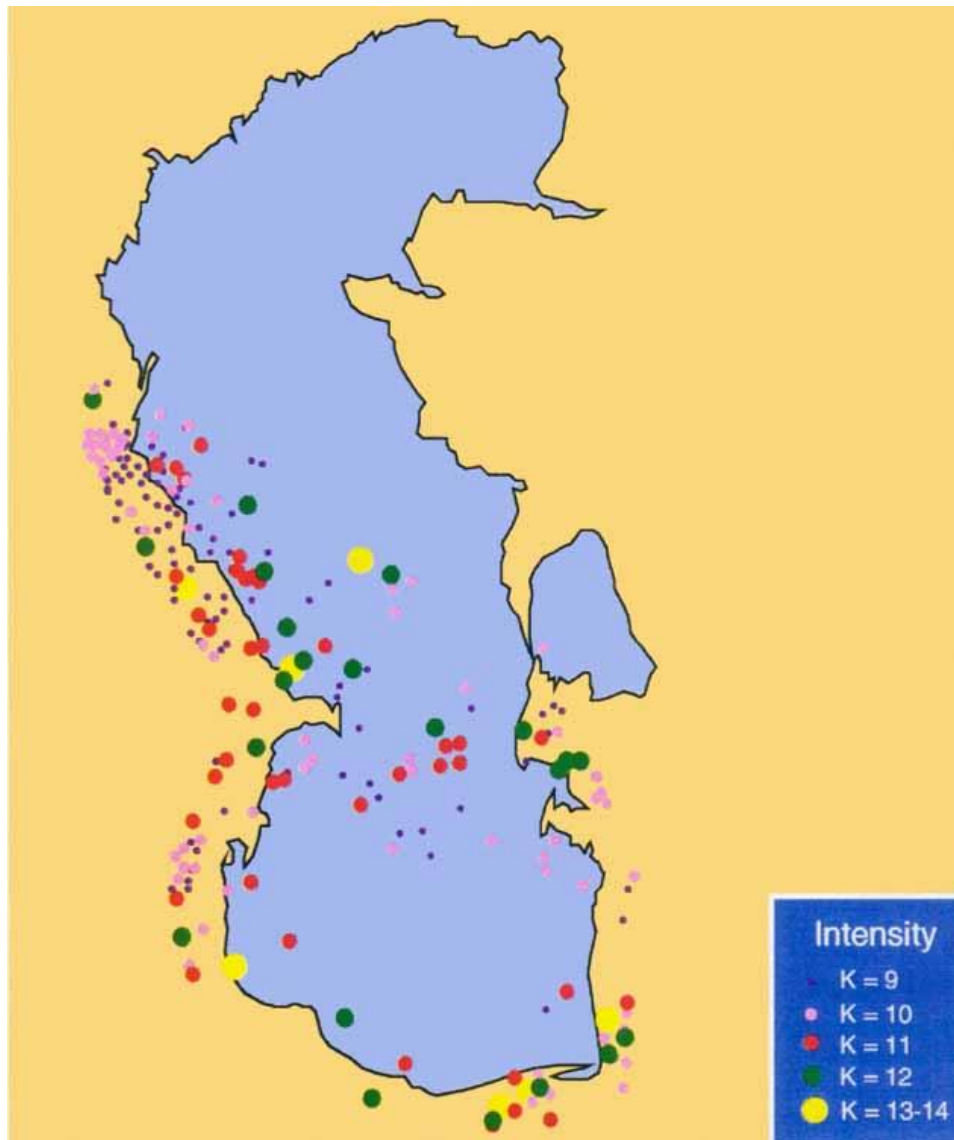 Intensity
K = 9
K = 10
K = 11
K = 12
K = 13-14